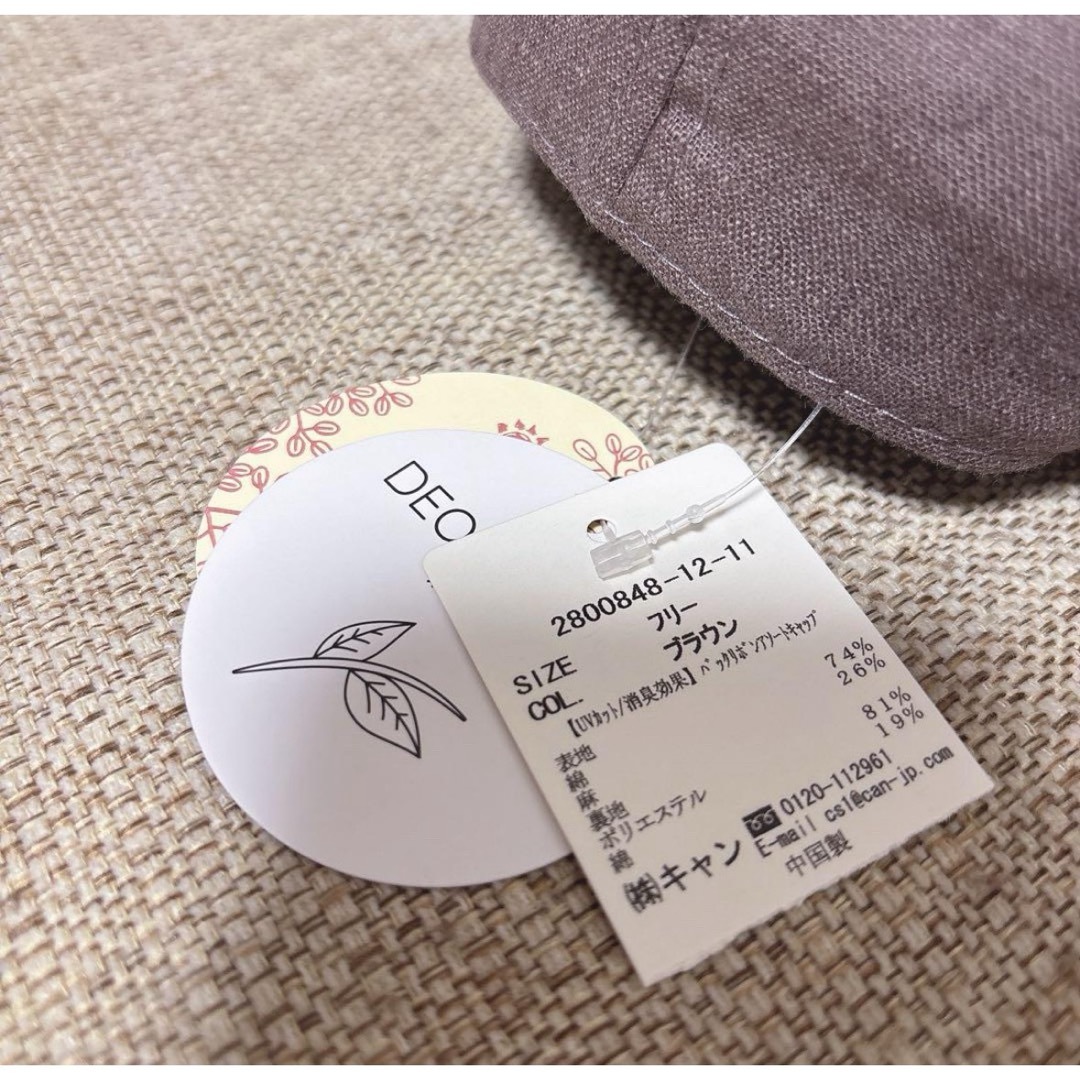 DEO
2800848-12-11
SIZE フリー
COL. ブラウン
【UVカット/消臭効果】バックリボンアソートキャップ
表地
綿 74%
麻 26%
裏地
ポリエステル 81%
綿 19%
㈱キャン 0120-112961
E-mail cs1@can-jp.com
中国製